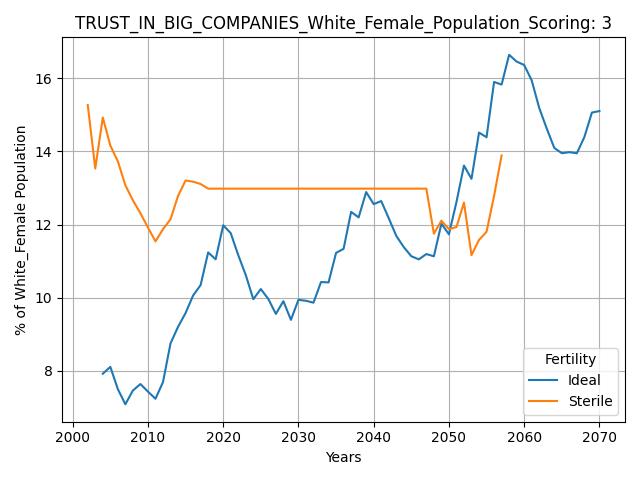 TRUST_IN_BIG_COMPANIES_White_Female_Population_Scoring: 3
% of White_Female Population
16
14
12
10
8
2000 2010 2020 2030 2040 2050 2060 2070
Years
Fertility
Ideal
Sterile